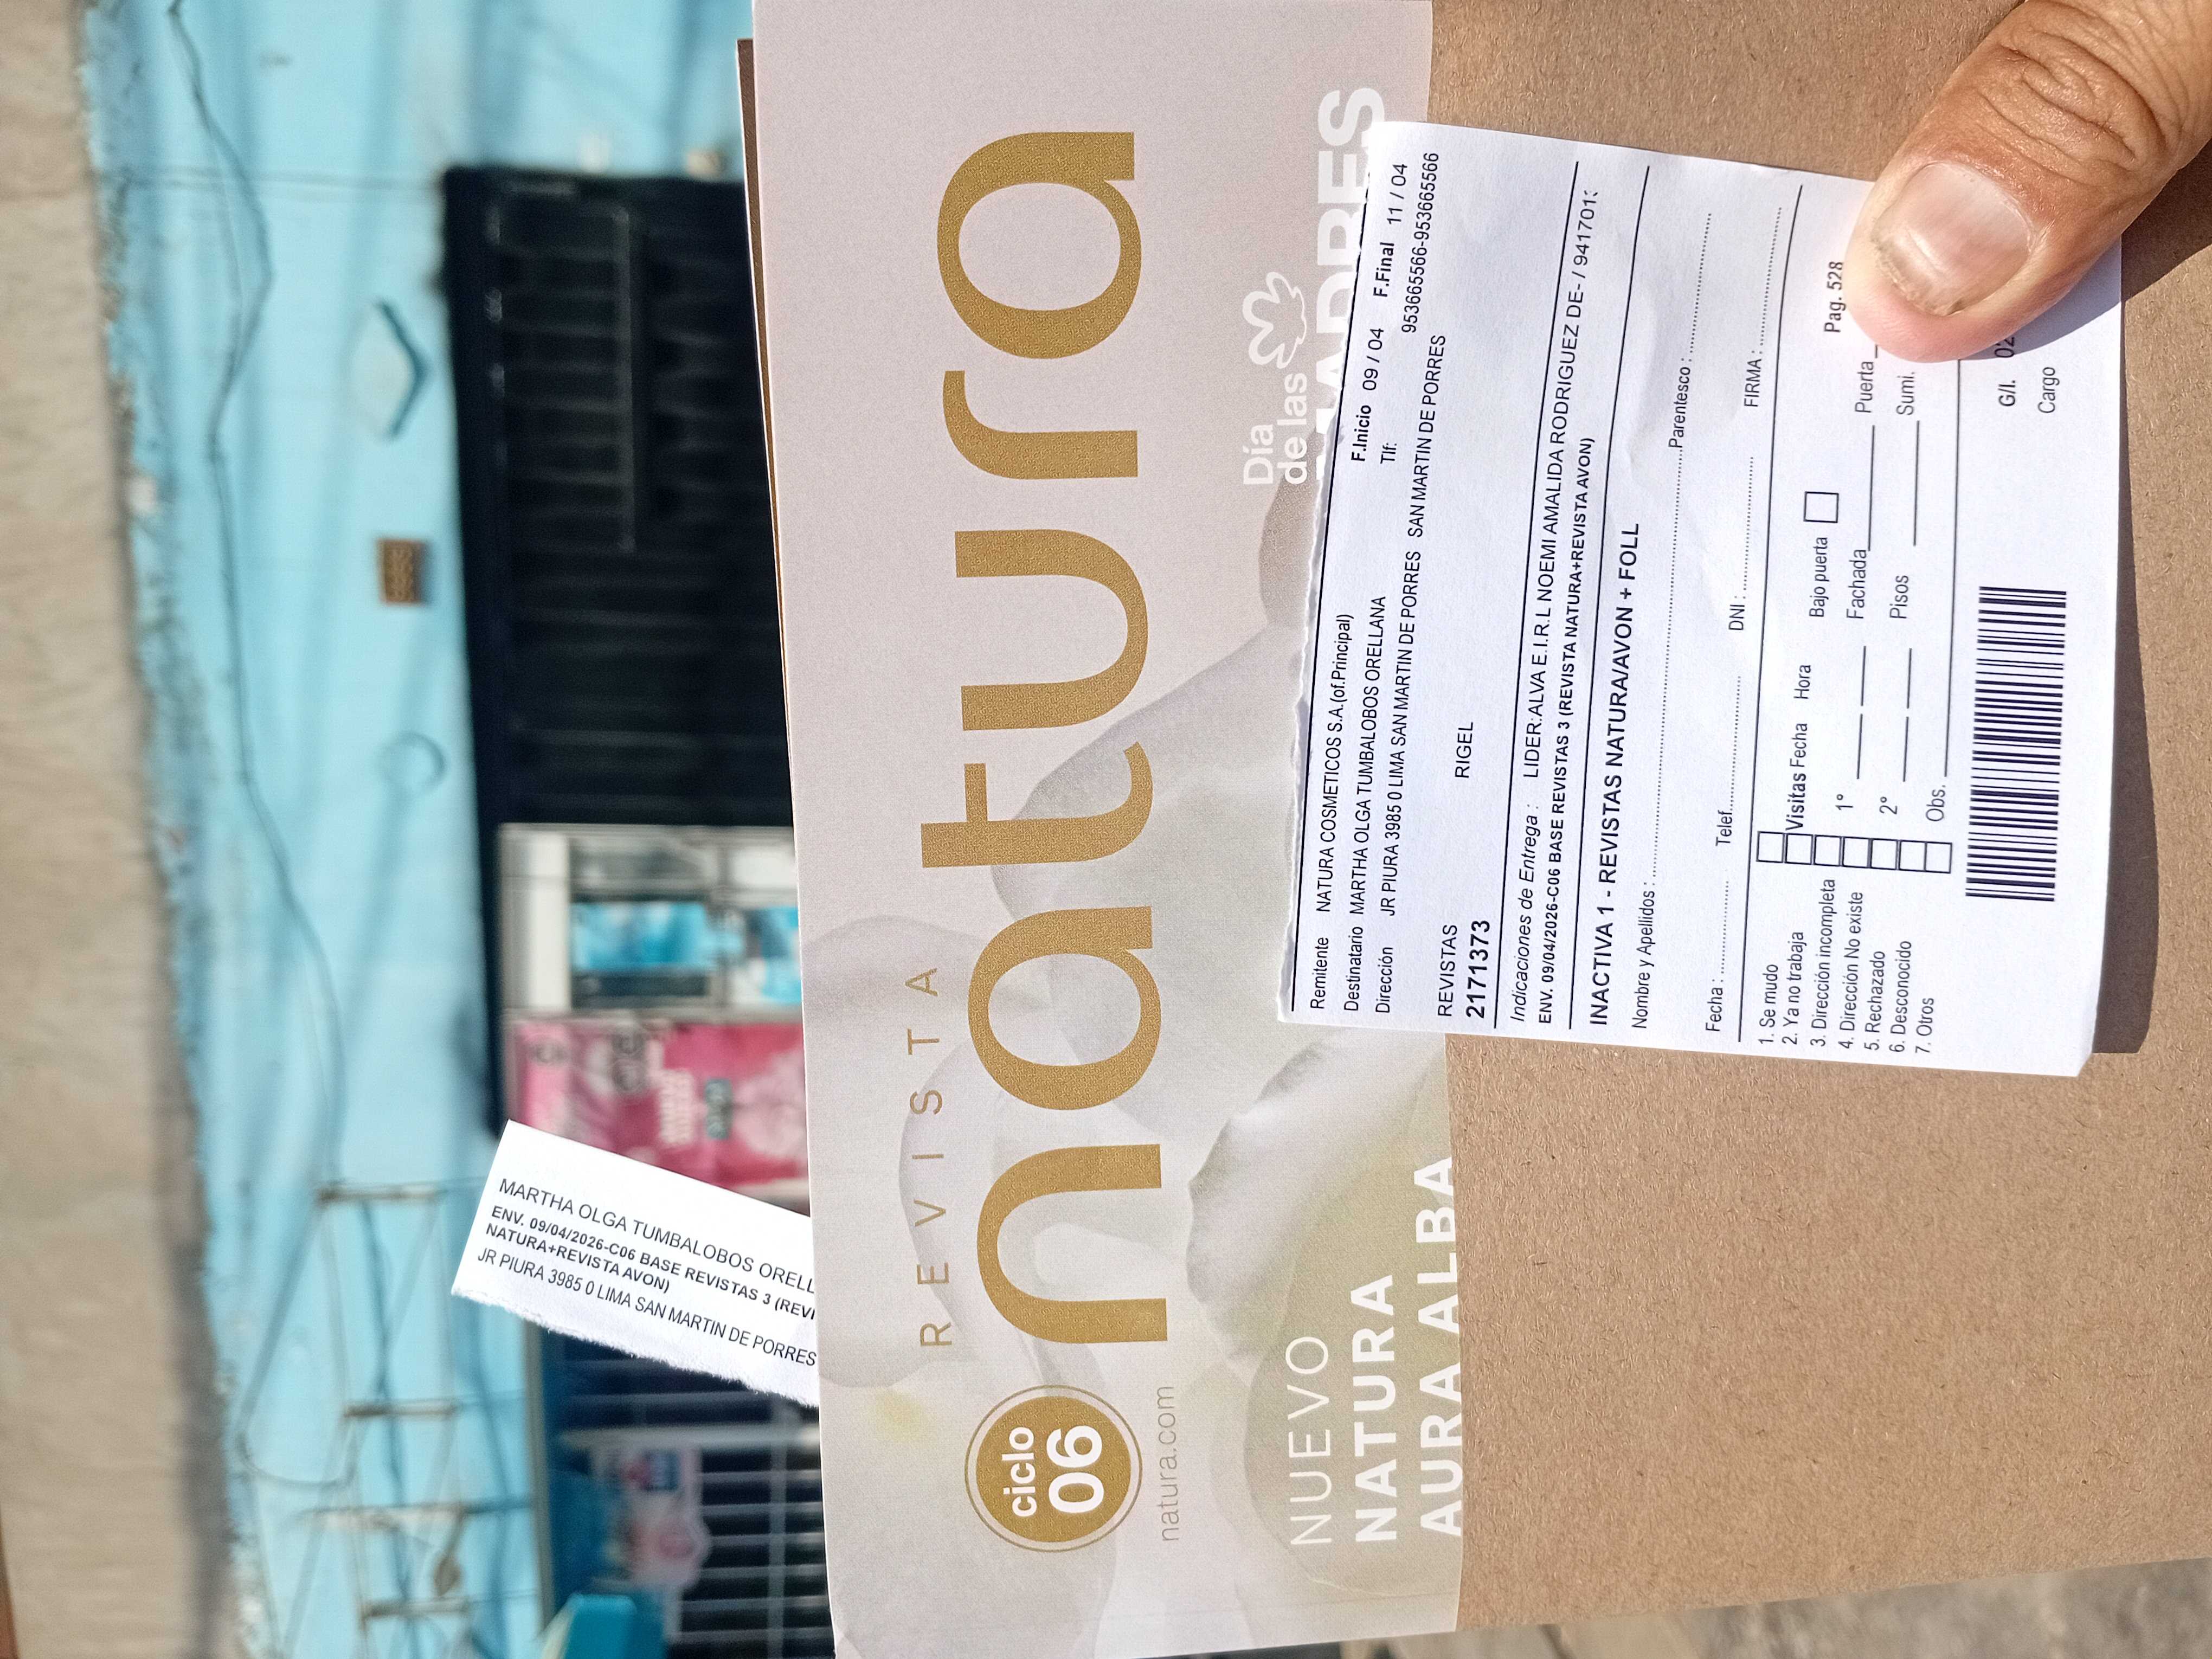 MARTHA OLGA TUMBALOBOS ORELL
ENV. 09/04/2026-C06 BASE REVISTAS 3 (REVI
NATURA+REVISTA AVON)
JR PIURA 3985 0 LIMA SAN MARTIN DE PORRES
REVISTA
natura
ciclo
06
natura.com
Día
de las
MADRES
NUEVO
NATURA
AURA ALBA
Remitente NATURA COSMETICOS S.A.(of.Principal)
Destinatario MARTHA OLGA TUMBALOBOS ORELLANA F.Inicio 09 / 04 F.Final 11 / 04
Dirección JR PIURA 3985 0 LIMA SAN MARTIN DE PORRES SAN MARTIN DE PORRES Tlf: 953665566-953665566
REVISTAS RIGEL
2171373
Indicaciones de Entrega : LIDER:ALVA E.I.R.L NOEMI AMALIDA RODRIGUEZ DE- / 941701
ENV. 09/04/2026-C06 BASE REVISTAS 3 (REVISTA NATURA+REVISTA AVON)
INACTIVA 1 - REVISTAS NATURA/AVON + FOLL
Nombre y Apellidos : Parentesco :
Fecha : Telef. DNI : FIRMA :
1. Se mudo
2. Ya no trabaja
3. Dirección incompleta
4. Dirección No existe
5. Rechazado
6. Desconocido
7. Otros
Visitas Fecha Hora Bajo puerta Pag. 528
1° Fachada Puerta
2° Pisos Sumi.
Obs.
G/I. 02
Cargo